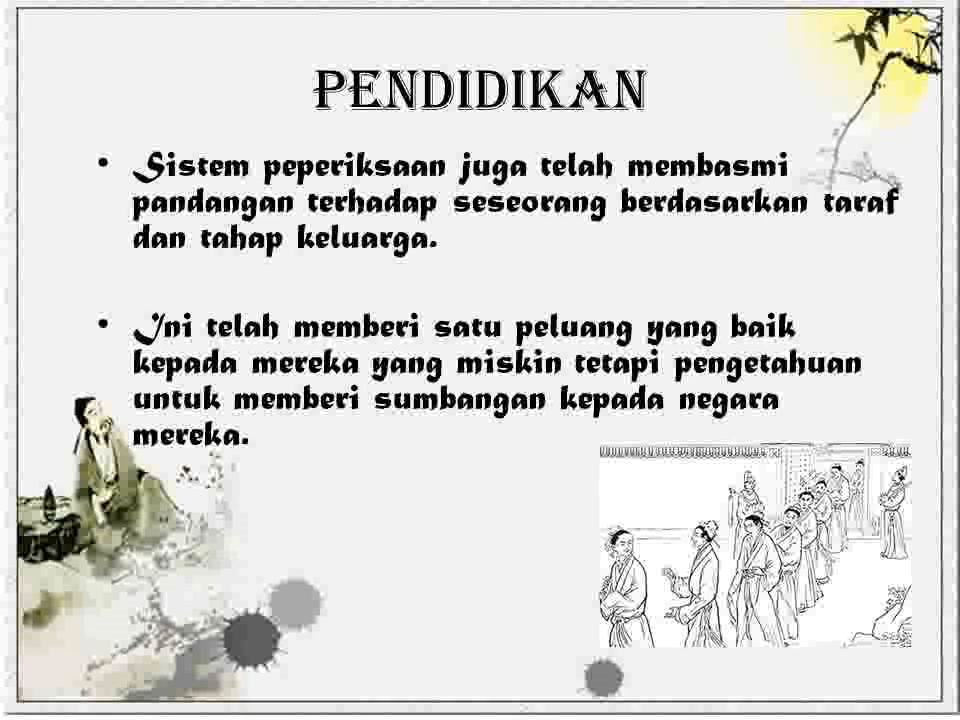 PENDIDIKAN
• Sistem peperiksaan juga telah membasmi
pandangan terhadap seseorang berdasarkan taraf
dan tahap keluarga.
• Ini telah memberi satu peluang yang baik
kepada mereka yang miskin tetapi pengetahuan
untuk memberi sumbangan kepada negara
mereka.